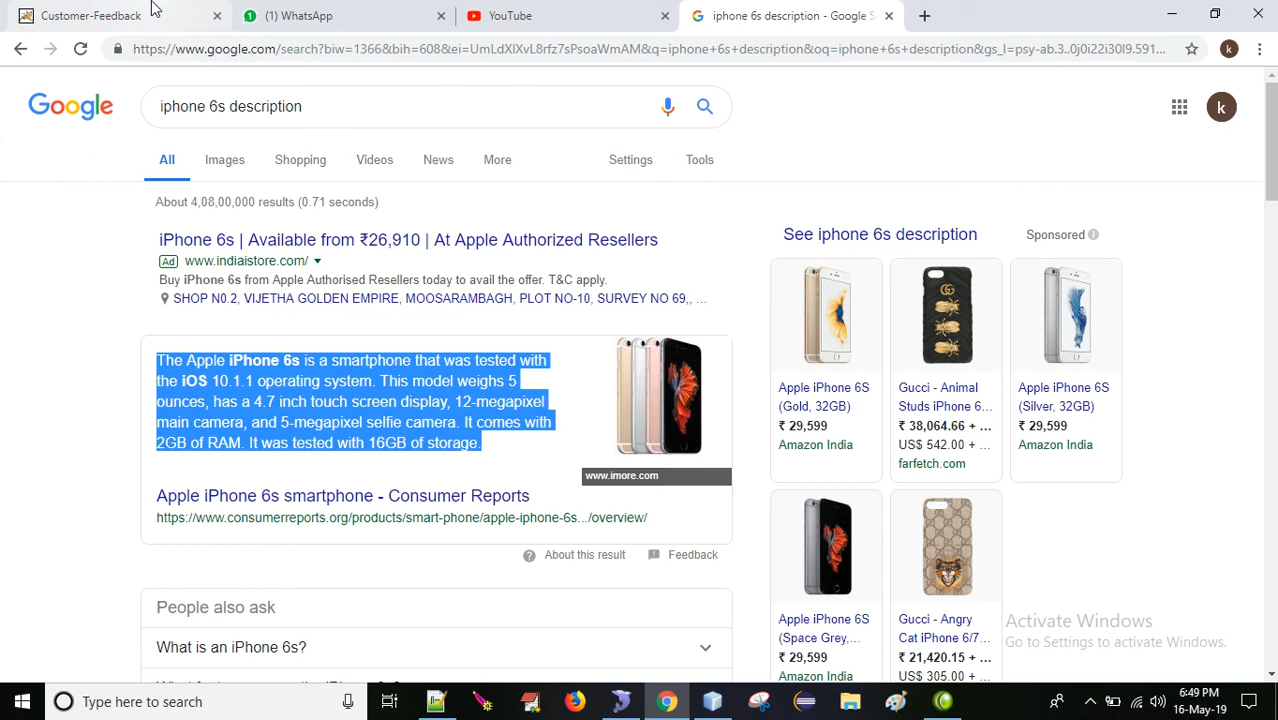 Customer-Feedback
(1) WhatsApp
YouTube
iphone 6s description - Google S
https://www.google.com/search?biw=1366&bih=608&ei=UmLdXIXvL8rfz7sPsoaWmAM&q=iphone+6s+description&oq=iphone+6s+description&gs_l=psy-ab.3..0j0i22i30l9.591...
k
Google
iphone 6s description
k
All
Images
Shopping
Videos
News
More
Settings
Tools
About 4,08,00,000 results (0.71 seconds)
iPhone 6s | Available from ₹26,910 | At Apple Authorized Resellers
Ad www.indiaistore.com/
Buy iPhone 6s from Apple Authorised Resellers today to avail the offer. T&C apply.
SHOP N0.2, VIJETHA GOLDEN EMPIRE, MOOSARAMBAGH, PLOT NO-10, SURVEY NO 69,, ...
The Apple iPhone 6s is a smartphone that was tested with
the iOS 10.1.1 operating system. This model weighs 5
ounces, has a 4.7 inch touch screen display, 12-megapixel
main camera, and 5-megapixel selfie camera. It comes with
2GB of RAM. It was tested with 16GB of storage.
www.imore.com
Apple iPhone 6s smartphone - Consumer Reports
https://www.consumerreports.org/products/smart-phone/apple-iphone-6s.../overview/
About this result
Feedback
People also ask
What is an iPhone 6s?
See iphone 6s description
Sponsored
Apple iPhone 6S
(Gold, 32GB)
₹ 29,599
Amazon India
Gucci - Animal
Studs iPhone 6...
₹ 38,064.66 + ...
US$ 542.00 + ...
farfetch.com
Apple iPhone 6S
(Silver, 32GB)
₹ 29,599
Amazon India
Apple iPhone 6S
(Space Grey,...
₹ 29,599
Amazon India
Gucci - Angry
Cat iPhone 6/7...
₹ 21,420.15 + ...
US$ 305.00 + ...
Activate Windows
Go to Settings to activate Windows.
Type here to search
6:49 PM
16-May-19